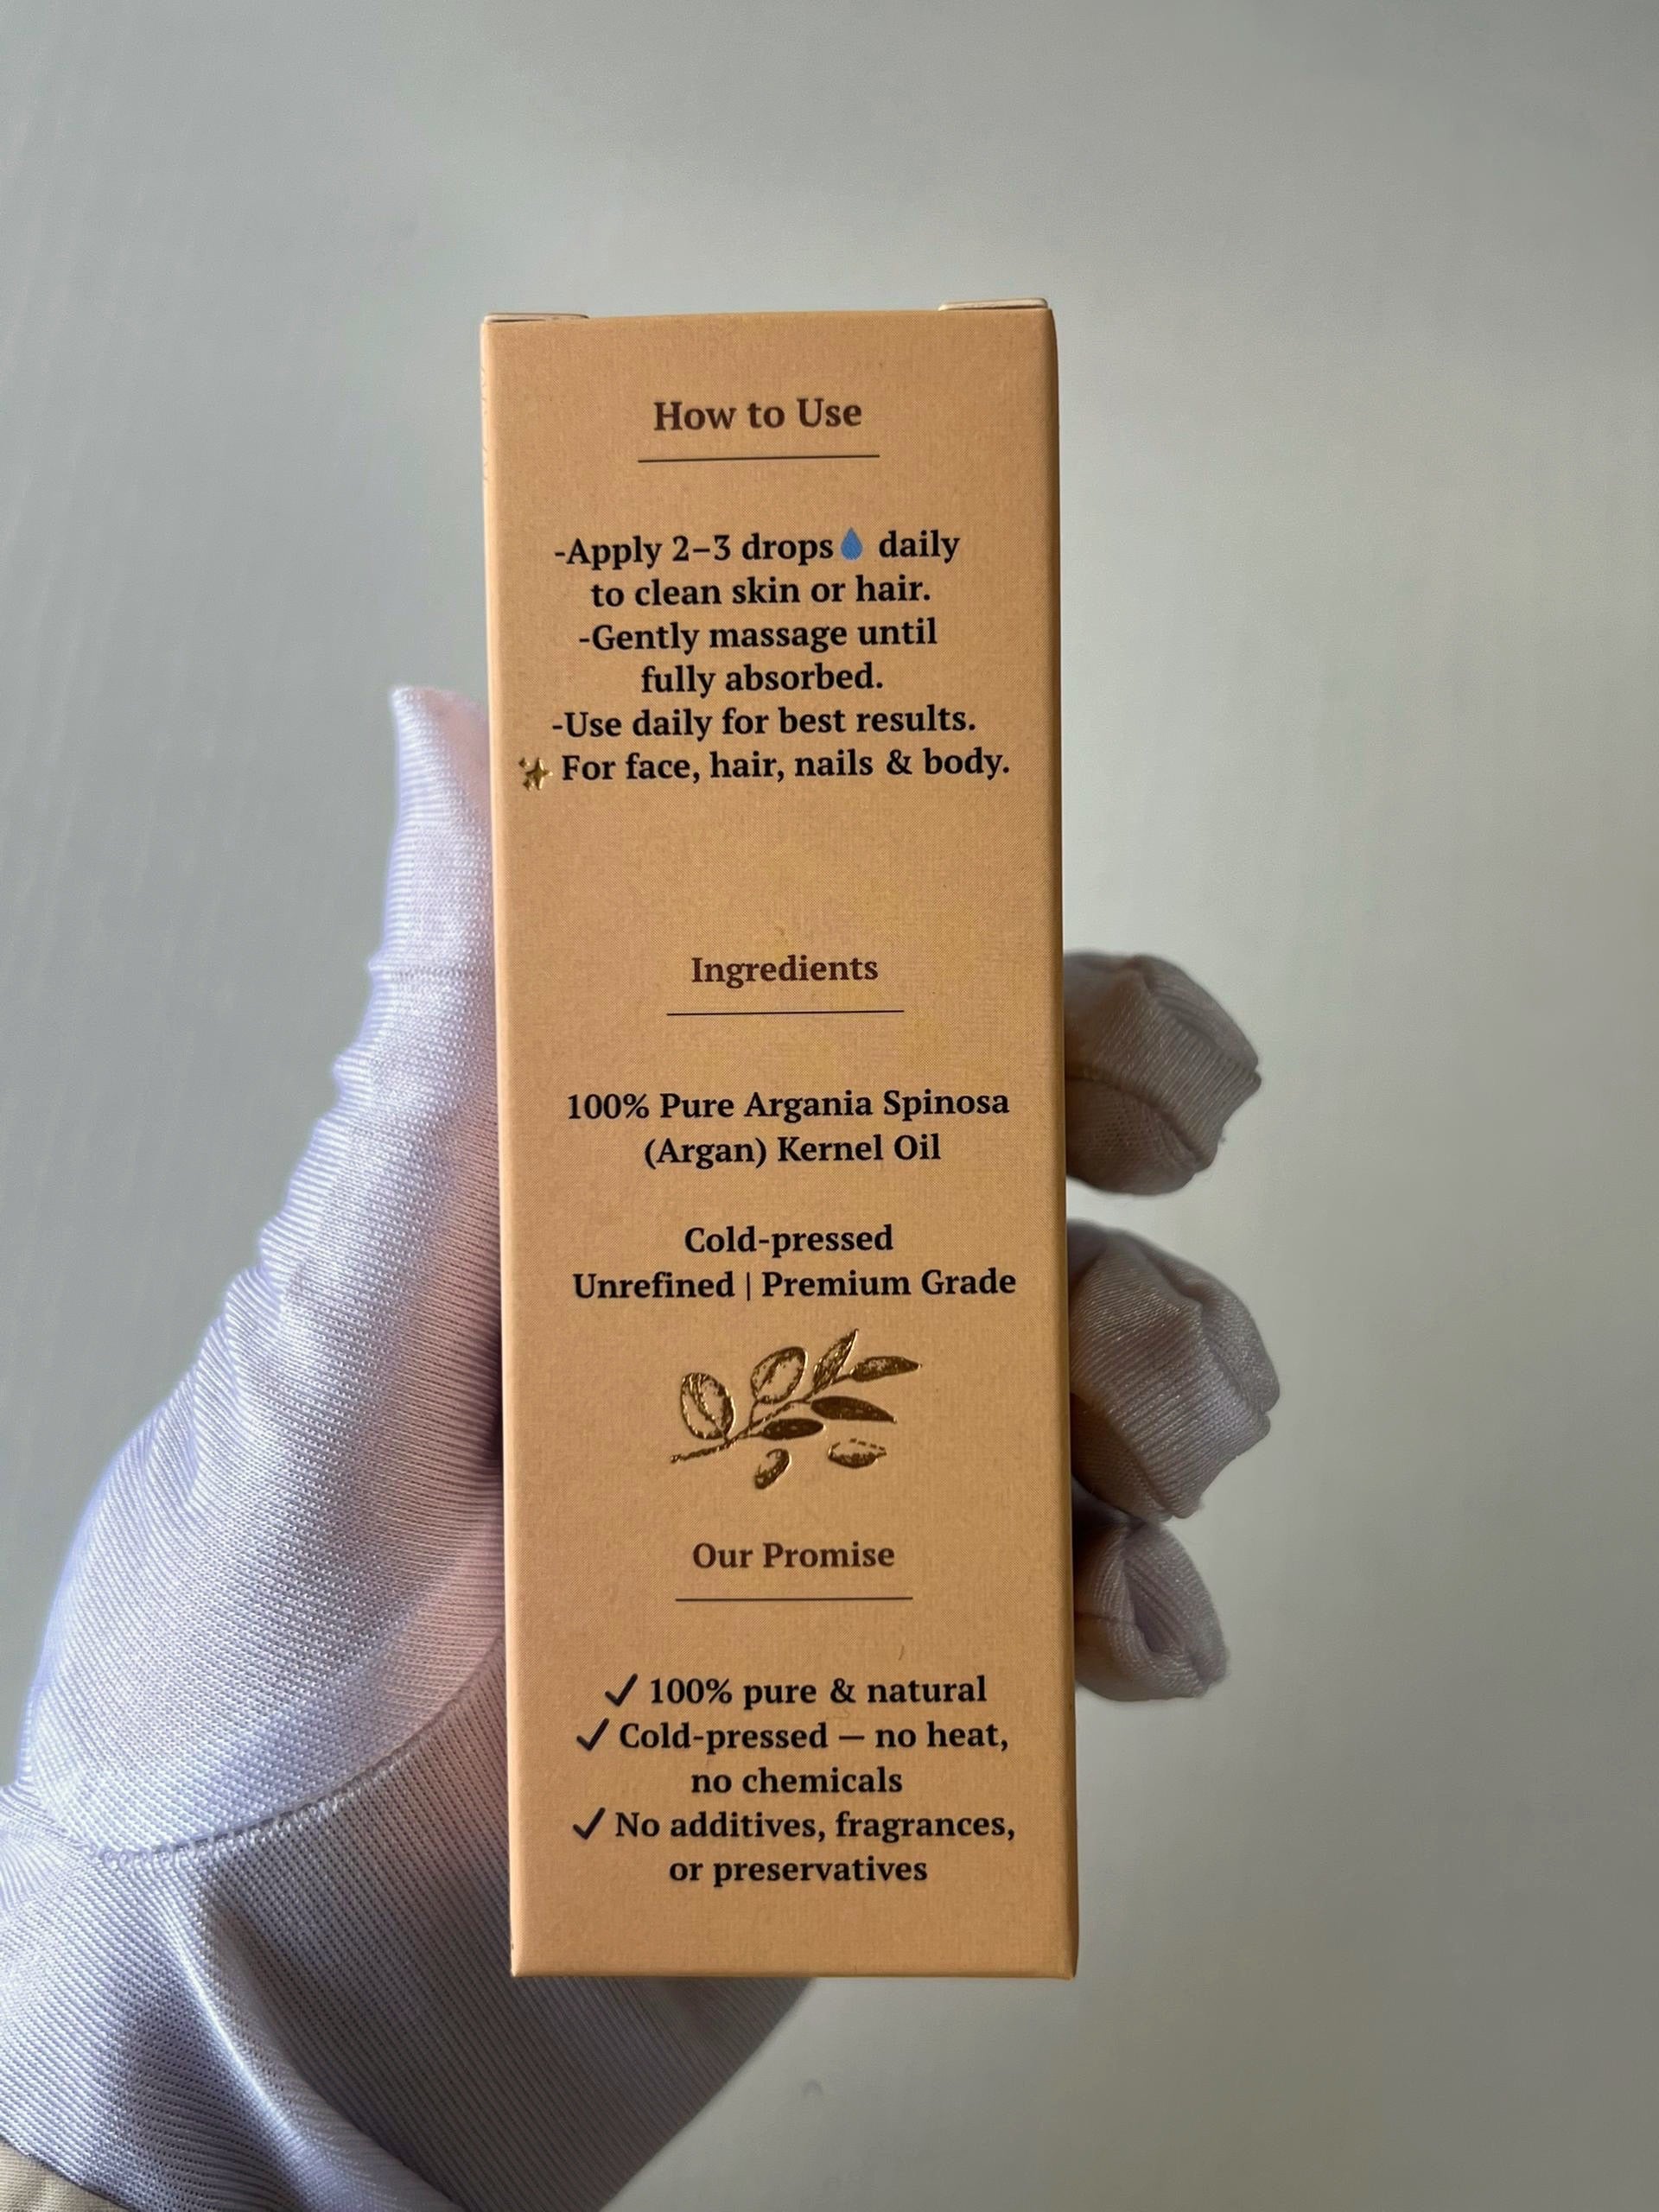 How to Use
-Apply 2–3 drops💧 daily
to clean skin or hair.
-Gently massage until
fully absorbed.
-Use daily for best results.
✨ For face, hair, nails & body.
Ingredients
100% Pure Argania Spinosa
(Argan) Kernel Oil
Cold-pressed
Unrefined | Premium Grade
Our Promise
✓ 100% pure & natural
✓ Cold-pressed — no heat,
no chemicals
✓ No additives, fragrances,
or preservatives